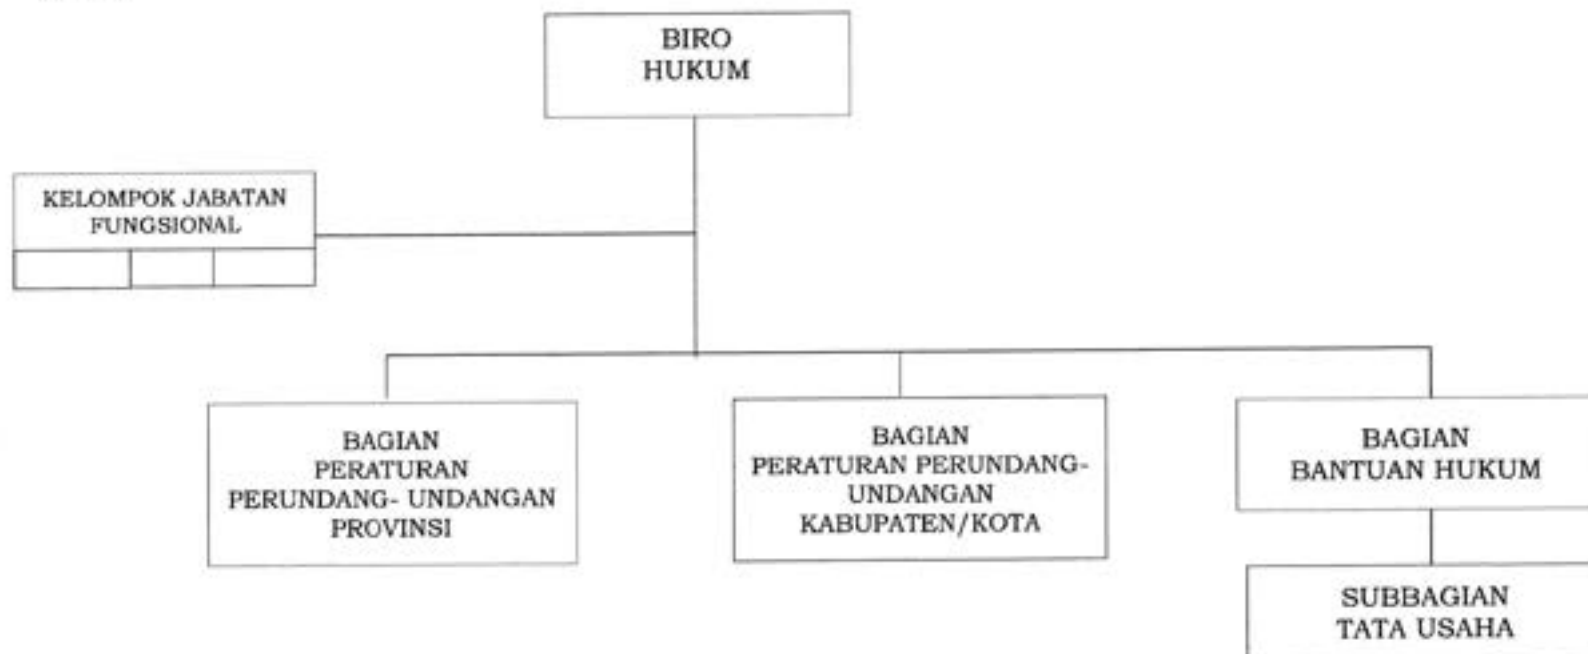 BIRO
HUKUM
KELOMPOK JABATAN
FUNGSIONAL
BAGIAN
PERATURAN
PERUNDANG- UNDANGAN
PROVINSI
BAGIAN
PERATURAN PERUNDANG-
UNDANGAN
KABUPATEN/KOTA
BAGIAN
BANTUAN HUKUM
SUBBAGIAN
TATA USAHA